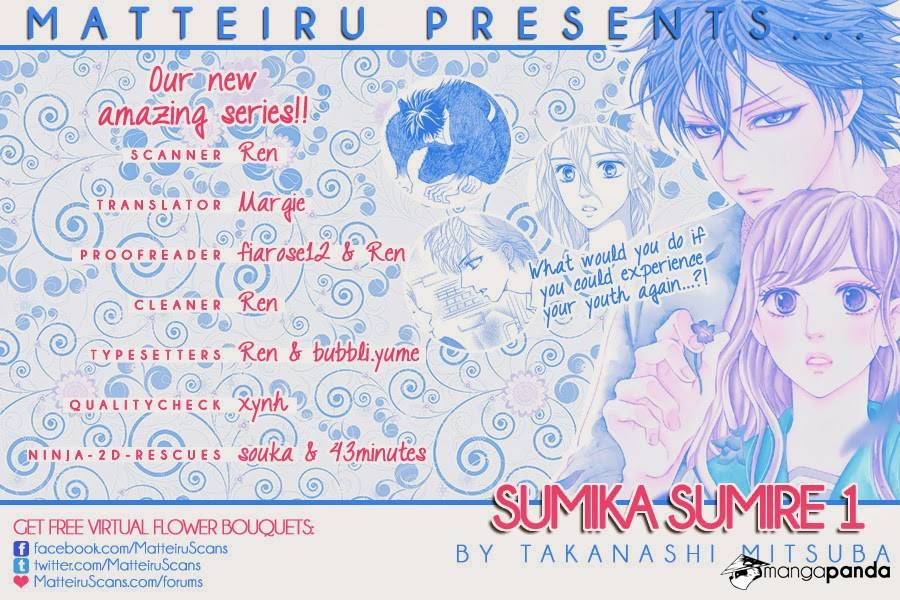 MATTEIRU PRESENTS...
Our new
amazing series!!
SCANNER Ren
TRANSLATOR Margie
PROOFREADER fiarose12 & Ren
CLEANER Ren
TYPESETTERS Ren & bubbli.yume
QUALITYCHECK xynh
NINJA-2D-RESCUES souka & 43minutes
What would you do if
you could experience
your youth again...?!
SUMIKA SUMIRE 1
BY TAKANASHI MITSUBA
GET FREE VIRTUAL FLOWER BOUQUETS:
facebook.com/MatteiruScans
twitter.com/MatteiruScans
MatteiruScans.com/forums
mangapanda